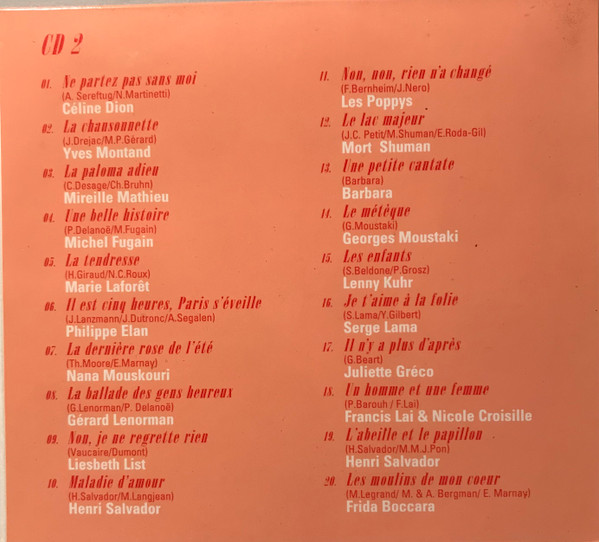 CD 2
01. Ne partez pas sans moi
(A. Sereftug/N.Martinetti)
Céline Dion
02. La chansonnette
(J.Drejac/M.P.Gérard)
Yves Montand
03. La paloma adieu
(C.Desage/Ch.Bruhn)
Mireille Mathieu
04. Une belle histoire
(P.Delanoë/M.Fugain)
Michel Fugain
05. La tendresse
(H.Giraud/N.C.Roux)
Marie Laforêt
06. Il est cinq heures, Paris s'éveille
(J.Lanzmann/J.Dutronc/A.Segalen)
Philippe Elan
07. La dernière rose de l'été
(Th.Moore/E.Marnay)
Nana Mouskouri
08. La ballade des gens heureux
(G.Lenorman/P. Delanoë)
Gérard Lenorman
09. Non, je ne regrette rien
(Vaucaire/Dumont)
Liesbeth List
10. Maladie d'amour
(H.Salvador/M.Langjean)
Henri Salvador
11. Non, non, rien n'a changé
(F.Bernheim/J.Nero)
Les Poppys
12. Le lac majeur
(J.C. Petit/M.Shuman/E.Roda-Gil)
Mort Shuman
13. Une petite cantate
(Barbara)
Barbara
14. Le métèque
(G.Moustaki)
Georges Moustaki
15. Les enfants
(S.Beldone/P.Grosz)
Lenny Kuhr
16. Je t'aime à la folie
(S.Lama/Y.Gilbert)
Serge Lama
17. Il n'y a plus d'après
(G.Béart)
Juliette Gréco
18. Un homme et une femme
(P.Barouh / F.Lai)
Francis Lai & Nicole Croisille
19. L'abeille et le papillon
(H.Salvador/M.M.J.Pon)
Henri Salvador
20. Les moulins de mon coeur
(M.Legrand/ M. & A. Bergman/ E. Marnay)
Frida Boccara